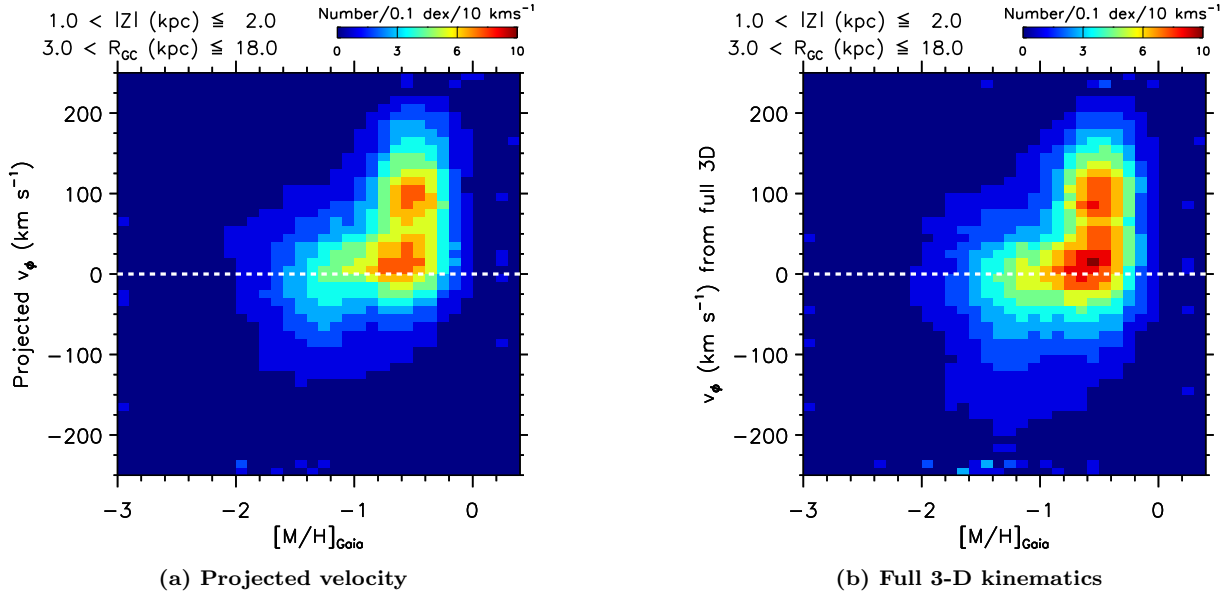 1.0 < |Z| (kpc) ≦ 2.0
3.0 < R_GC (kpc) ≦ 18.0
Number/0.1 dex/10 kms⁻¹
0 3 6 10
200
100
0
−100
−200
Projected v_ϕ (km s⁻¹)
−3 −2 −1 0
[M/H]_Gaia
(a) Projected velocity
1.0 < |Z| (kpc) ≦ 2.0
3.0 < R_GC (kpc) ≦ 18.0
Number/0.1 dex/10 kms⁻¹
0 3 6 10
200
100
0
−100
−200
v_ϕ (km s⁻¹) from full 3D
−3 −2 −1 0
[M/H]_Gaia
(b) Full 3-D kinematics